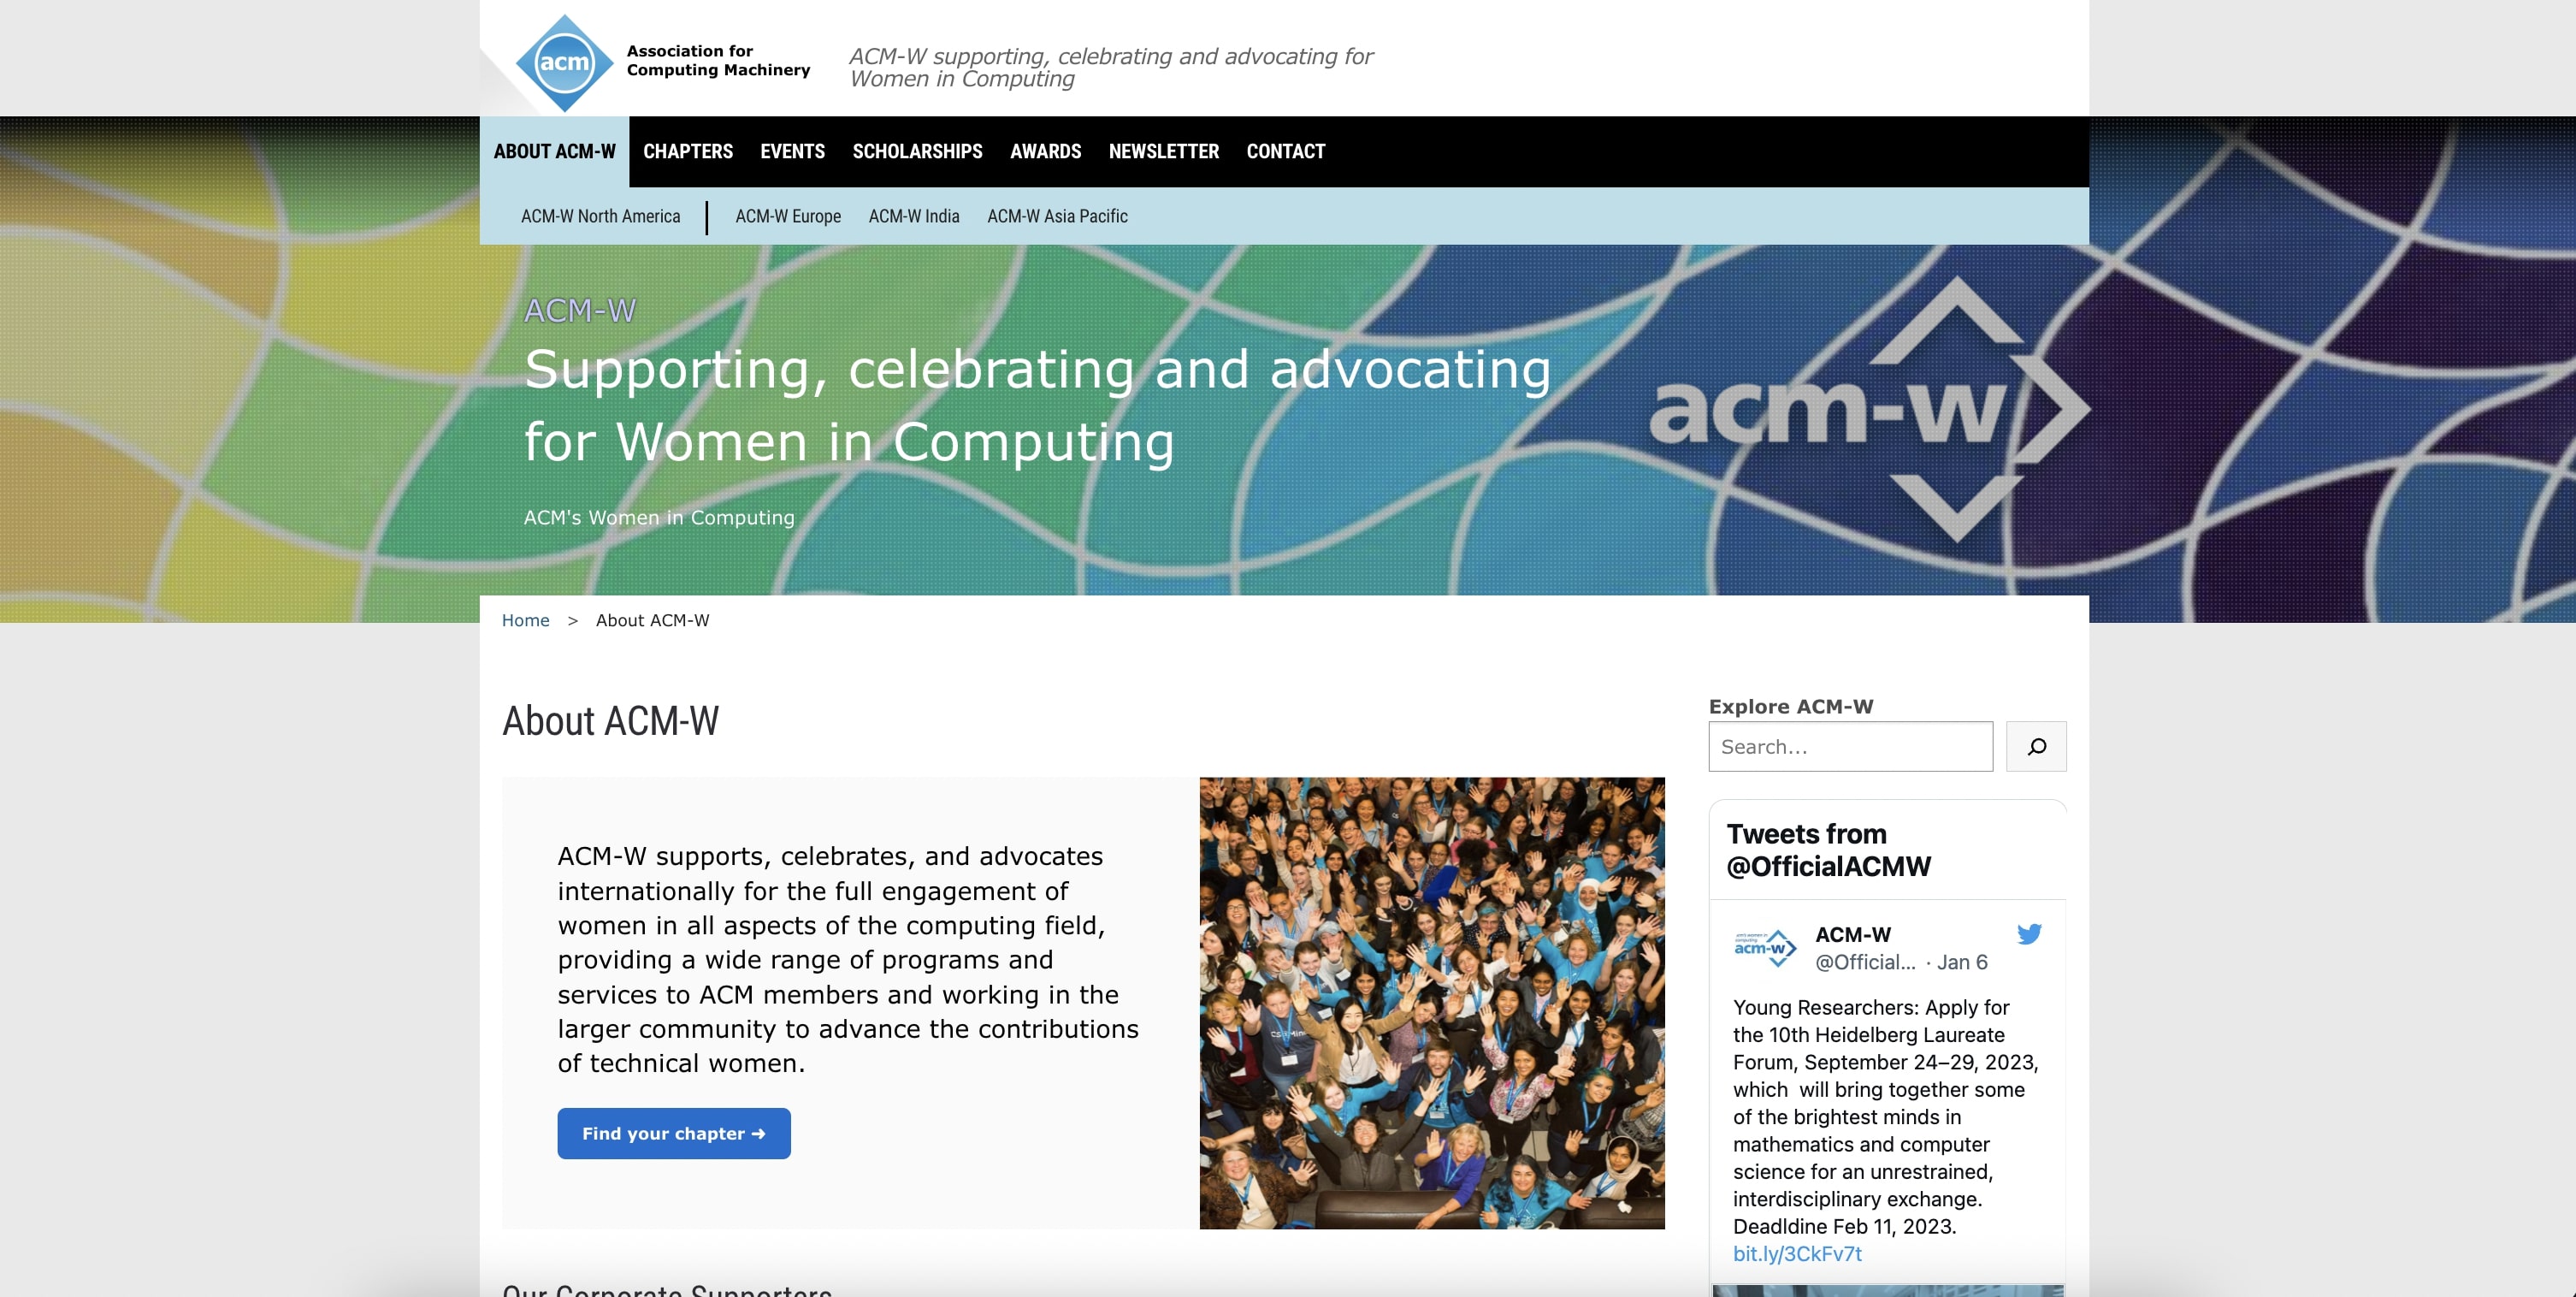 acm
Association for
Computing Machinery
ACM-W supporting, celebrating and advocating for
Women in Computing
ABOUT ACM-W CHAPTERS EVENTS SCHOLARSHIPS AWARDS NEWSLETTER CONTACT
ACM-W North America ACM-W Europe ACM-W India ACM-W Asia Pacific
ACM-W
Supporting, celebrating and advocating
for Women in Computing
ACM's Women in Computing
acm-w
Home > About ACM-W
About ACM-W
ACM-W supports, celebrates, and advocates
internationally for the full engagement of
women in all aspects of the computing field,
providing a wide range of programs and
services to ACM members and working in the
larger community to advance the contributions
of technical women.
Find your chapter ➜
Explore ACM-W
Search...
Tweets from
@OfficialACMW
acm-w
ACM-W
@Official... · Jan 6
Young Researchers: Apply for
the 10th Heidelberg Laureate
Forum, September 24–29, 2023,
which will bring together some
of the brightest minds in
mathematics and computer
science for an unrestrained,
interdisciplinary exchange.
Deadldine Feb 11, 2023.
bit.ly/3CkFv7t
Our Corporate Supporters